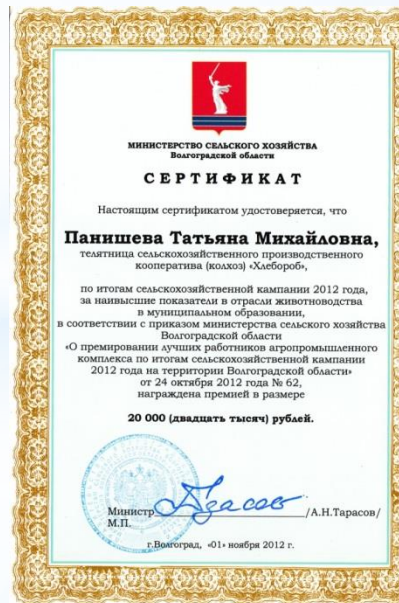 МИНИСТЕРСТВО СЕЛЬСКОГО ХОЗЯЙСТВА
Волгоградской области
СЕРТИФИКАТ
Настоящим сертификатом удостоверяется, что
Панишева Татьяна Михайловна,
телятница сельскохозяйственного производственного
кооператива (колхоз) «Хлебороб»,
по итогам сельскохозяйственной кампании 2012 года,
за наивысшие показатели в отрасли животноводства
в муниципальном образовании,
в соответствии с приказом министерства сельского хозяйства
Волгоградской области
«О премировании лучших работников агропромышленного
комплекса по итогам сельскохозяйственной кампании
2012 года на территории Волгоградской области»
от 24 октября 2012 года № 62,
награждена премией в размере
20 000 (двадцать тысяч) рублей.
Министр /А.Н.Тарасов/
М.П.
г.Волгоград, «01» ноября 2012 г.